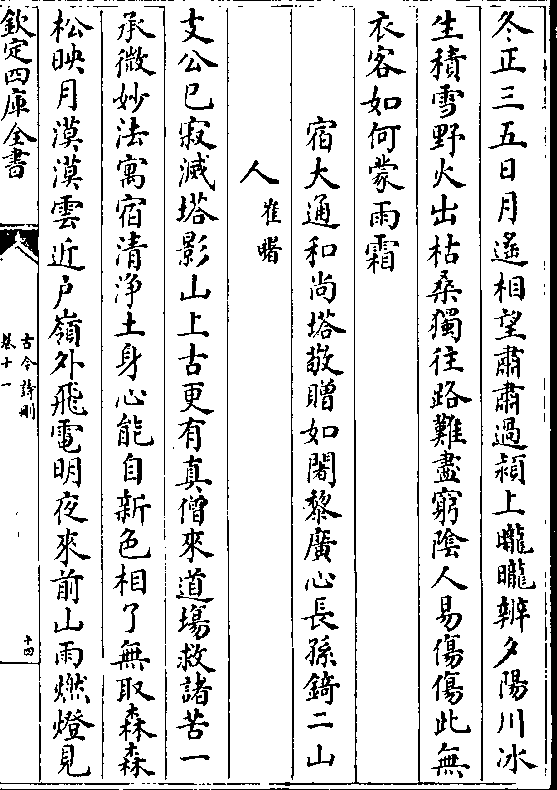 冬正三五日月遙相望肅肅過潁上曨曨辨夕陽川冰
生積雪野火出枯桑獨往路難盡窮陰人易傷傷此無
衣客如何蒙雨霜
宿大通和尚塔敬贈如闍黎廣心長孫錡二山
人崔曙
支公已寂滅塔影山上古更有真僧來道場救諸苦一
承微妙法寓宿清净土身心能自新色相了無取森森
松映月漠漠雲近戶嶺外飛電明夜來前山雨燃燈見
欽定四庫全書
古今詩刪
卷十一
十四